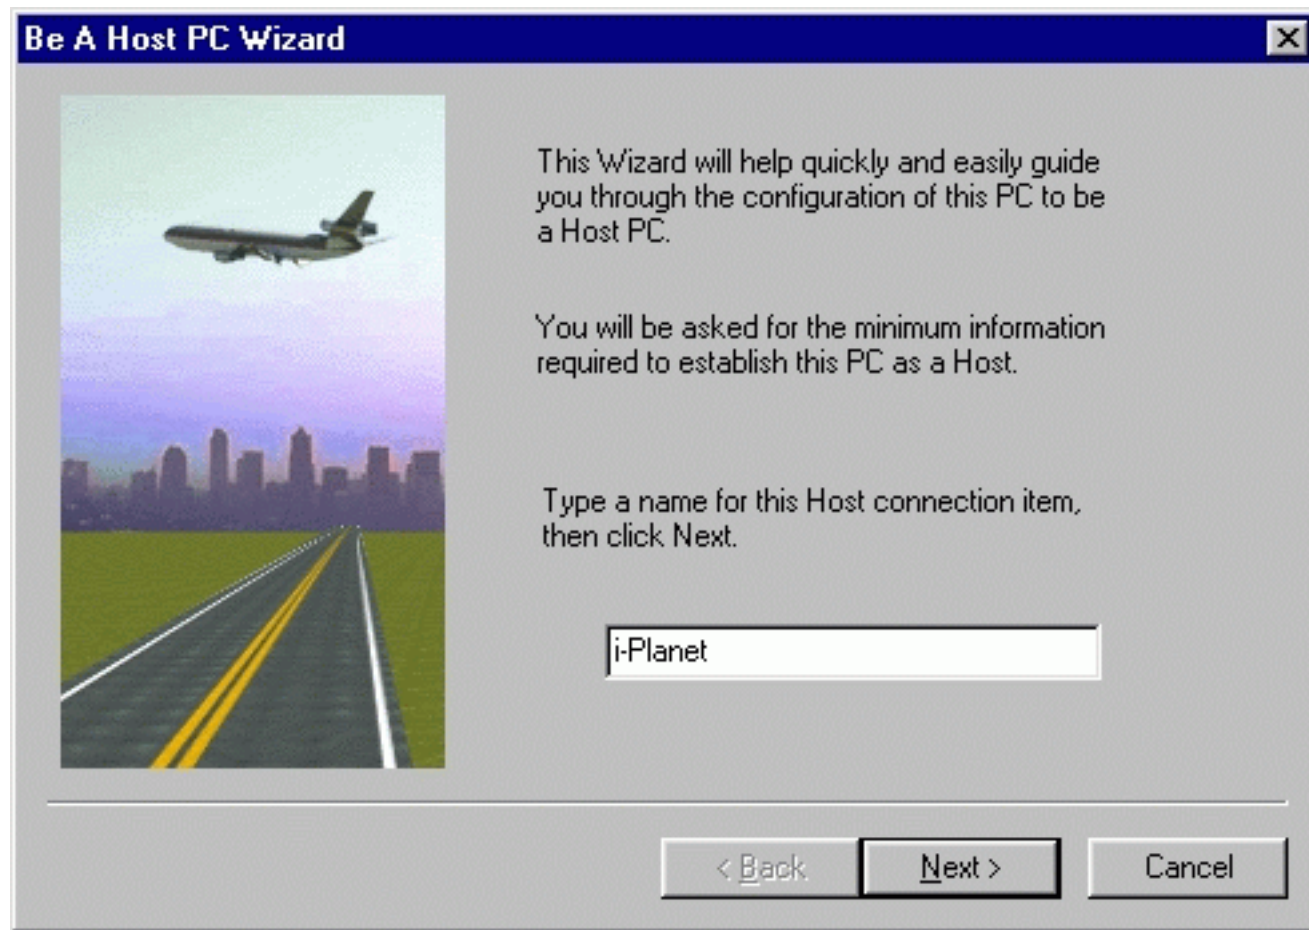 Be A Host PC Wizard
This Wizard will help quickly and easily guide
you through the configuration of this PC to be
a Host PC.
You will be asked for the minimum information
required to establish this PC as a Host.
Type a name for this Host connection item,
then click Next.
i-Planet
< Back
Next >
Cancel